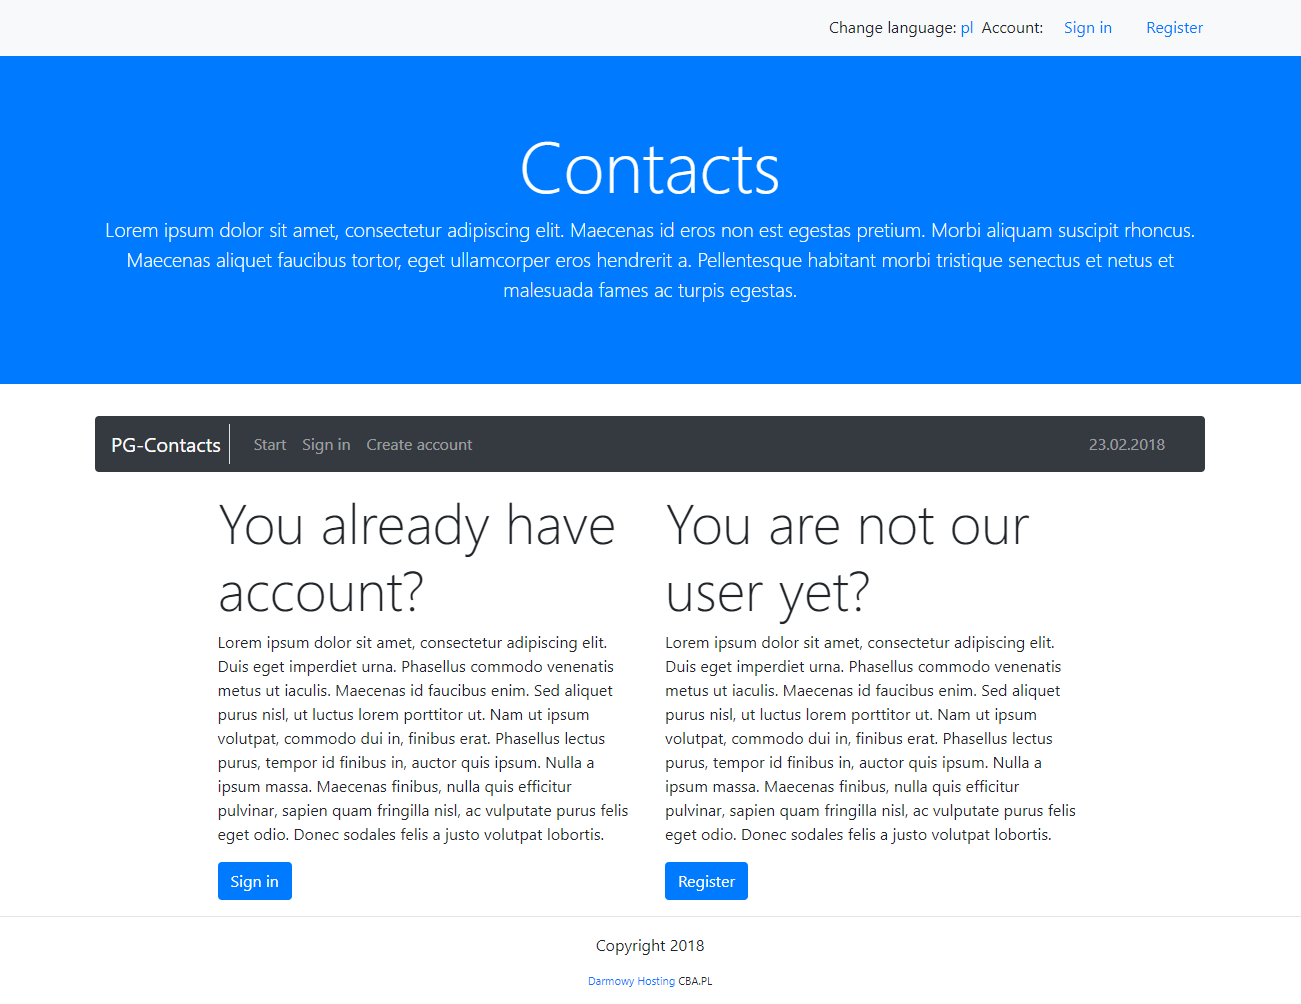 Change language: pl Account: Sign in Register
Contacts
Lorem ipsum dolor sit amet, consectetur adipiscing elit. Maecenas id eros non est egestas pretium. Morbi aliquam suscipit rhoncus.
Maecenas aliquet faucibus tortor, eget ullamcorper eros hendrerit a. Pellentesque habitant morbi tristique senectus et netus et
malesuada fames ac turpis egestas.
PG-Contacts Start Sign in Create account 23.02.2018
You already have
account?
Lorem ipsum dolor sit amet, consectetur adipiscing elit.
Duis eget imperdiet urna. Phasellus commodo venenatis
metus ut iaculis. Maecenas id faucibus enim. Sed aliquet
purus nisl, ut luctus lorem porttitor ut. Nam ut ipsum
volutpat, commodo dui in, finibus erat. Phasellus lectus
purus, tempor id finibus in, auctor quis ipsum. Nulla a
ipsum massa. Maecenas finibus, nulla quis efficitur
pulvinar, sapien quam fringilla nisl, ac vulputate purus felis
eget odio. Donec sodales felis a justo volutpat lobortis.
Sign in
You are not our
user yet?
Lorem ipsum dolor sit amet, consectetur adipiscing elit.
Duis eget imperdiet urna. Phasellus commodo venenatis
metus ut iaculis. Maecenas id faucibus enim. Sed aliquet
purus nisl, ut luctus lorem porttitor ut. Nam ut ipsum
volutpat, commodo dui in, finibus erat. Phasellus lectus
purus, tempor id finibus in, auctor quis ipsum. Nulla a
ipsum massa. Maecenas finibus, nulla quis efficitur
pulvinar, sapien quam fringilla nisl, ac vulputate purus felis
eget odio. Donec sodales felis a justo volutpat lobortis.
Register
Copyright 2018
Darmowy Hosting CBA.PL